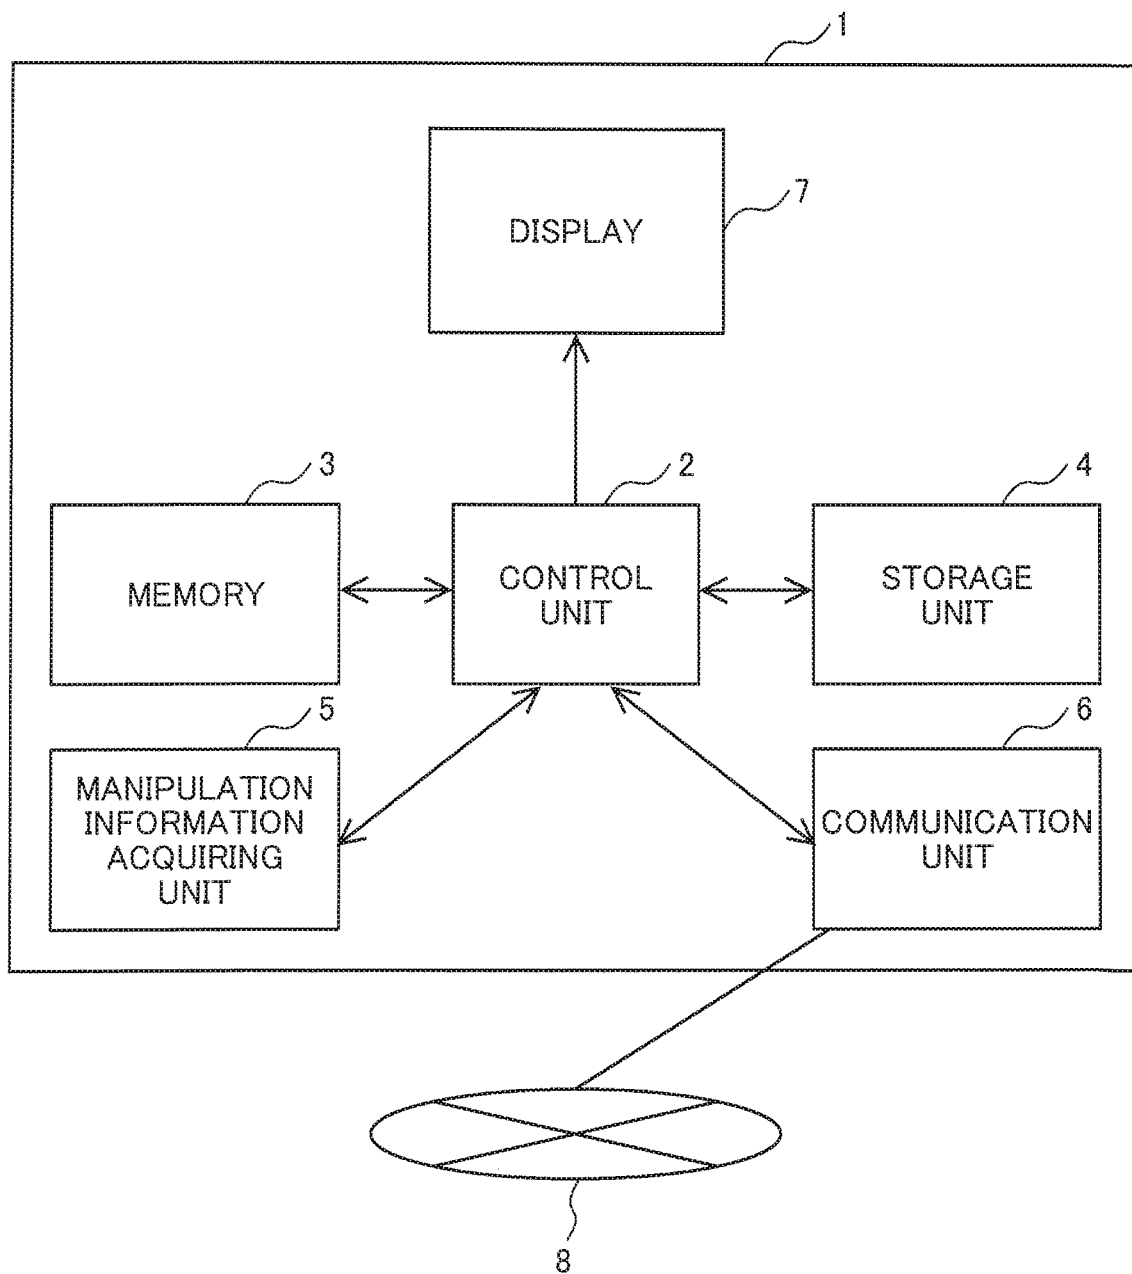 1
DISPLAY
7
3
2
4
MEMORY
CONTROL
UNIT
STORAGE
UNIT
5
6
MANIPULATION
INFORMATION
ACQUIRING
UNIT
COMMUNICATION
UNIT
8